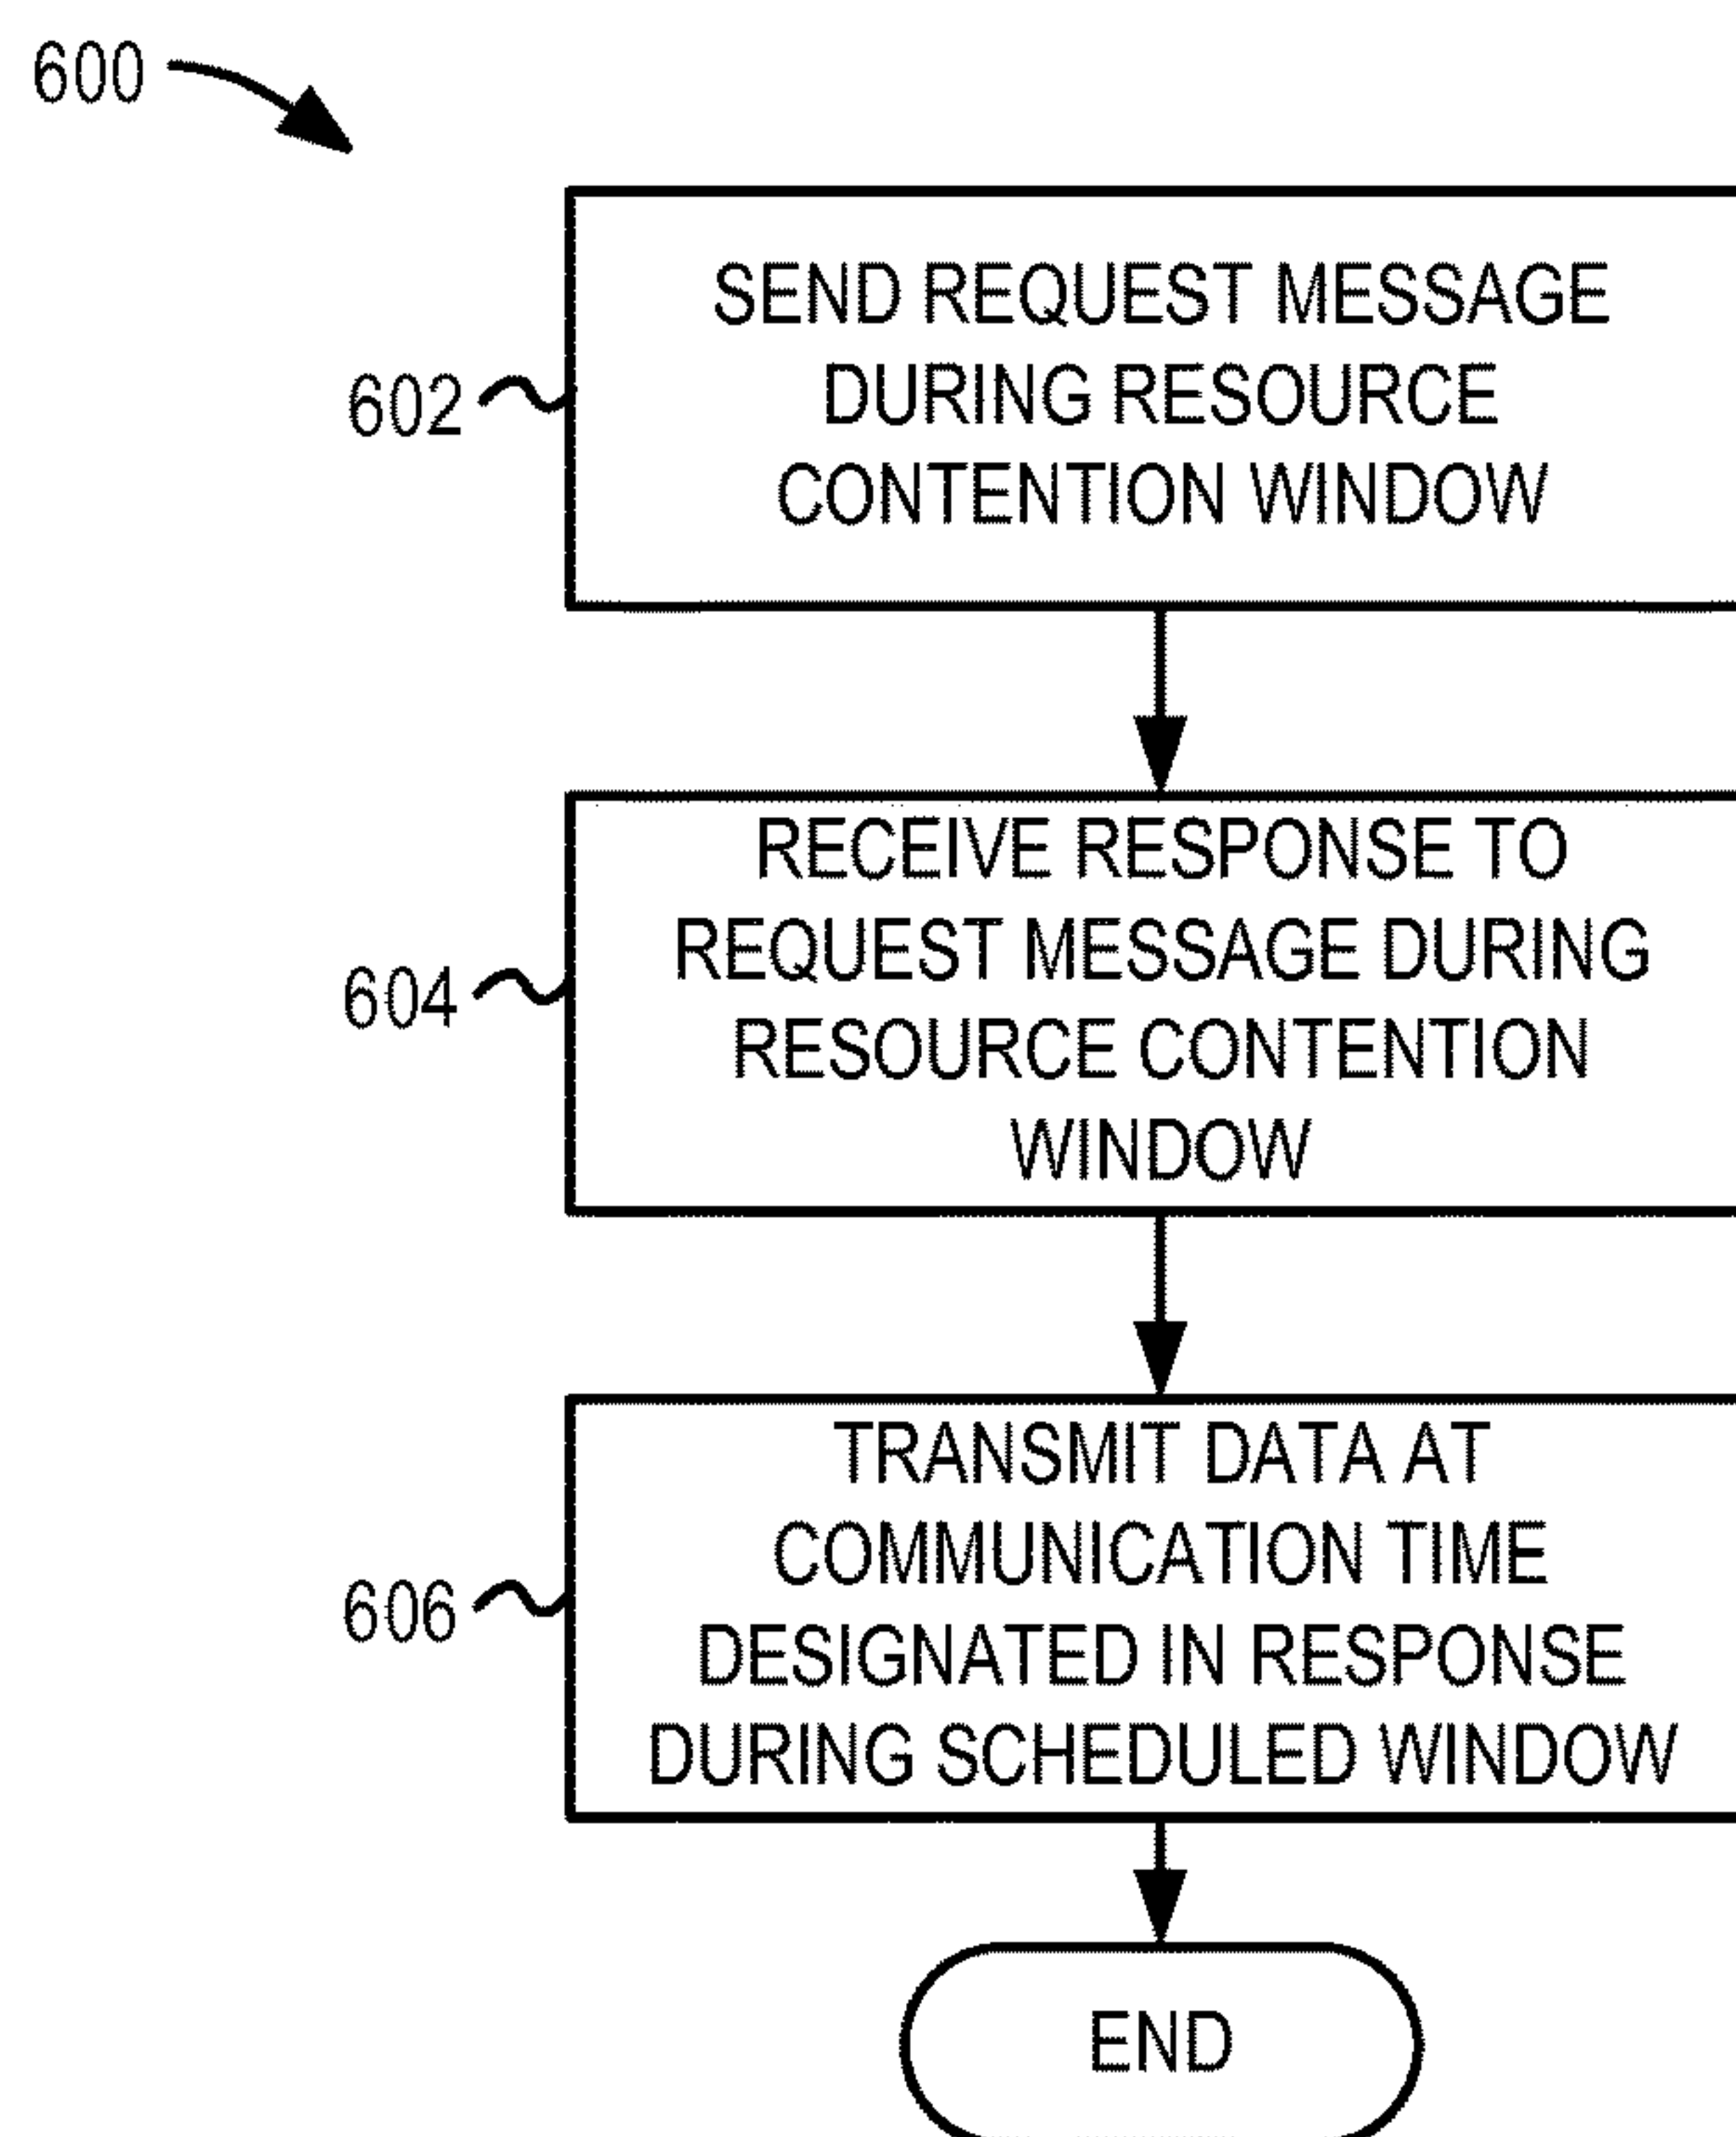 600
SEND REQUEST MESSAGE
DURING RESOURCE
CONTENTION WINDOW
602
RECEIVE RESPONSE TO
REQUEST MESSAGE DURING
RESOURCE CONTENTION
WINDOW
604
TRANSMIT DATA AT
COMMUNICATION TIME
DESIGNATED IN RESPONSE
DURING SCHEDULED WINDOW
606
END